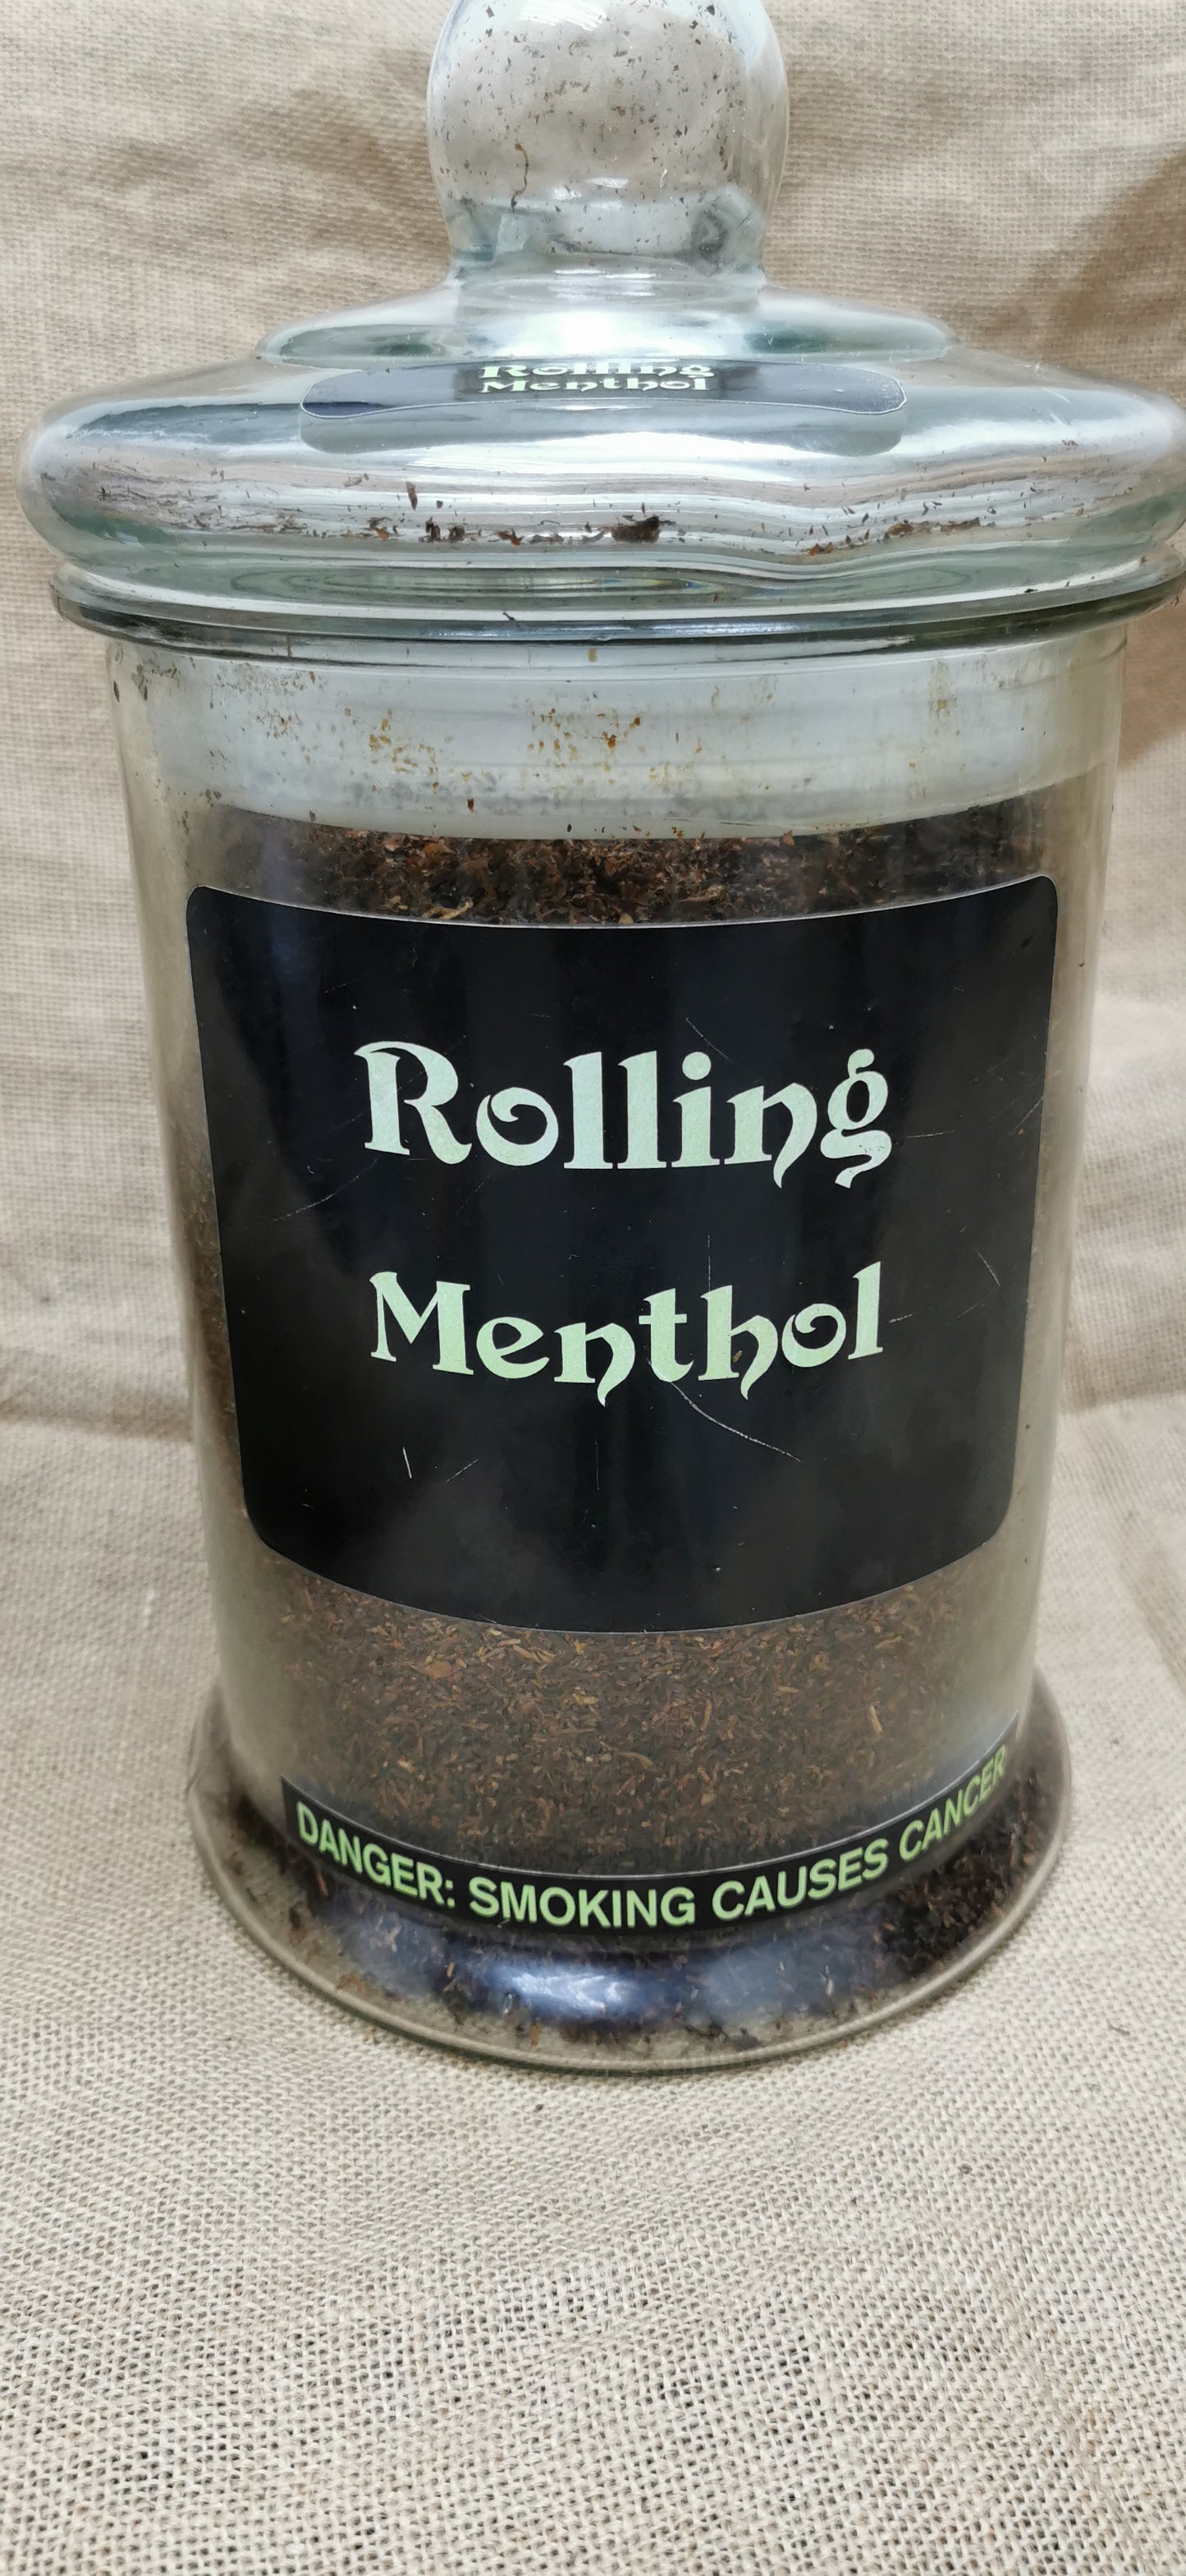 Rolling
Menthol
Rolling
Menthol
DANGER: SMOKING CAUSES CANCER